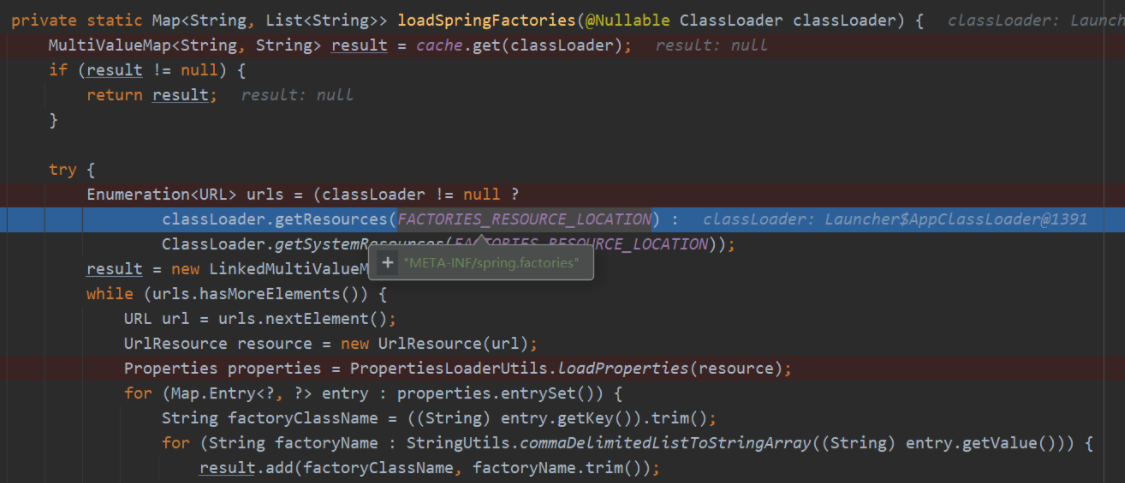 private static Map<String, List<String>> loadSpringFactories(@Nullable ClassLoader classLoader) {   classLoader: Launch
MultiValueMap<String, String> result = cache.get(classLoader);   result: null
if (result != null) {
return result;   result: null
}
try {
Enumeration<URL> urls = (classLoader != null ?
classLoader.getResources(FACTORIES_RESOURCE_LOCATION) :   classLoader: Launcher$AppClassLoader@1391
ClassLoader.getSystemResources(FACTORIES_RESOURCE_LOCATION));
+ "META-INF/spring.factories"
result = new LinkedMultiValueM
while (urls.hasMoreElements()) {
URL url = urls.nextElement();
UrlResource resource = new UrlResource(url);
Properties properties = PropertiesLoaderUtils.loadProperties(resource);
for (Map.Entry<?, ?> entry : properties.entrySet()) {
String factoryClassName = ((String) entry.getKey()).trim();
for (String factoryName : StringUtils.commaDelimitedListToStringArray((String) entry.getValue())) {
result.add(factoryClassName, factoryName.trim());